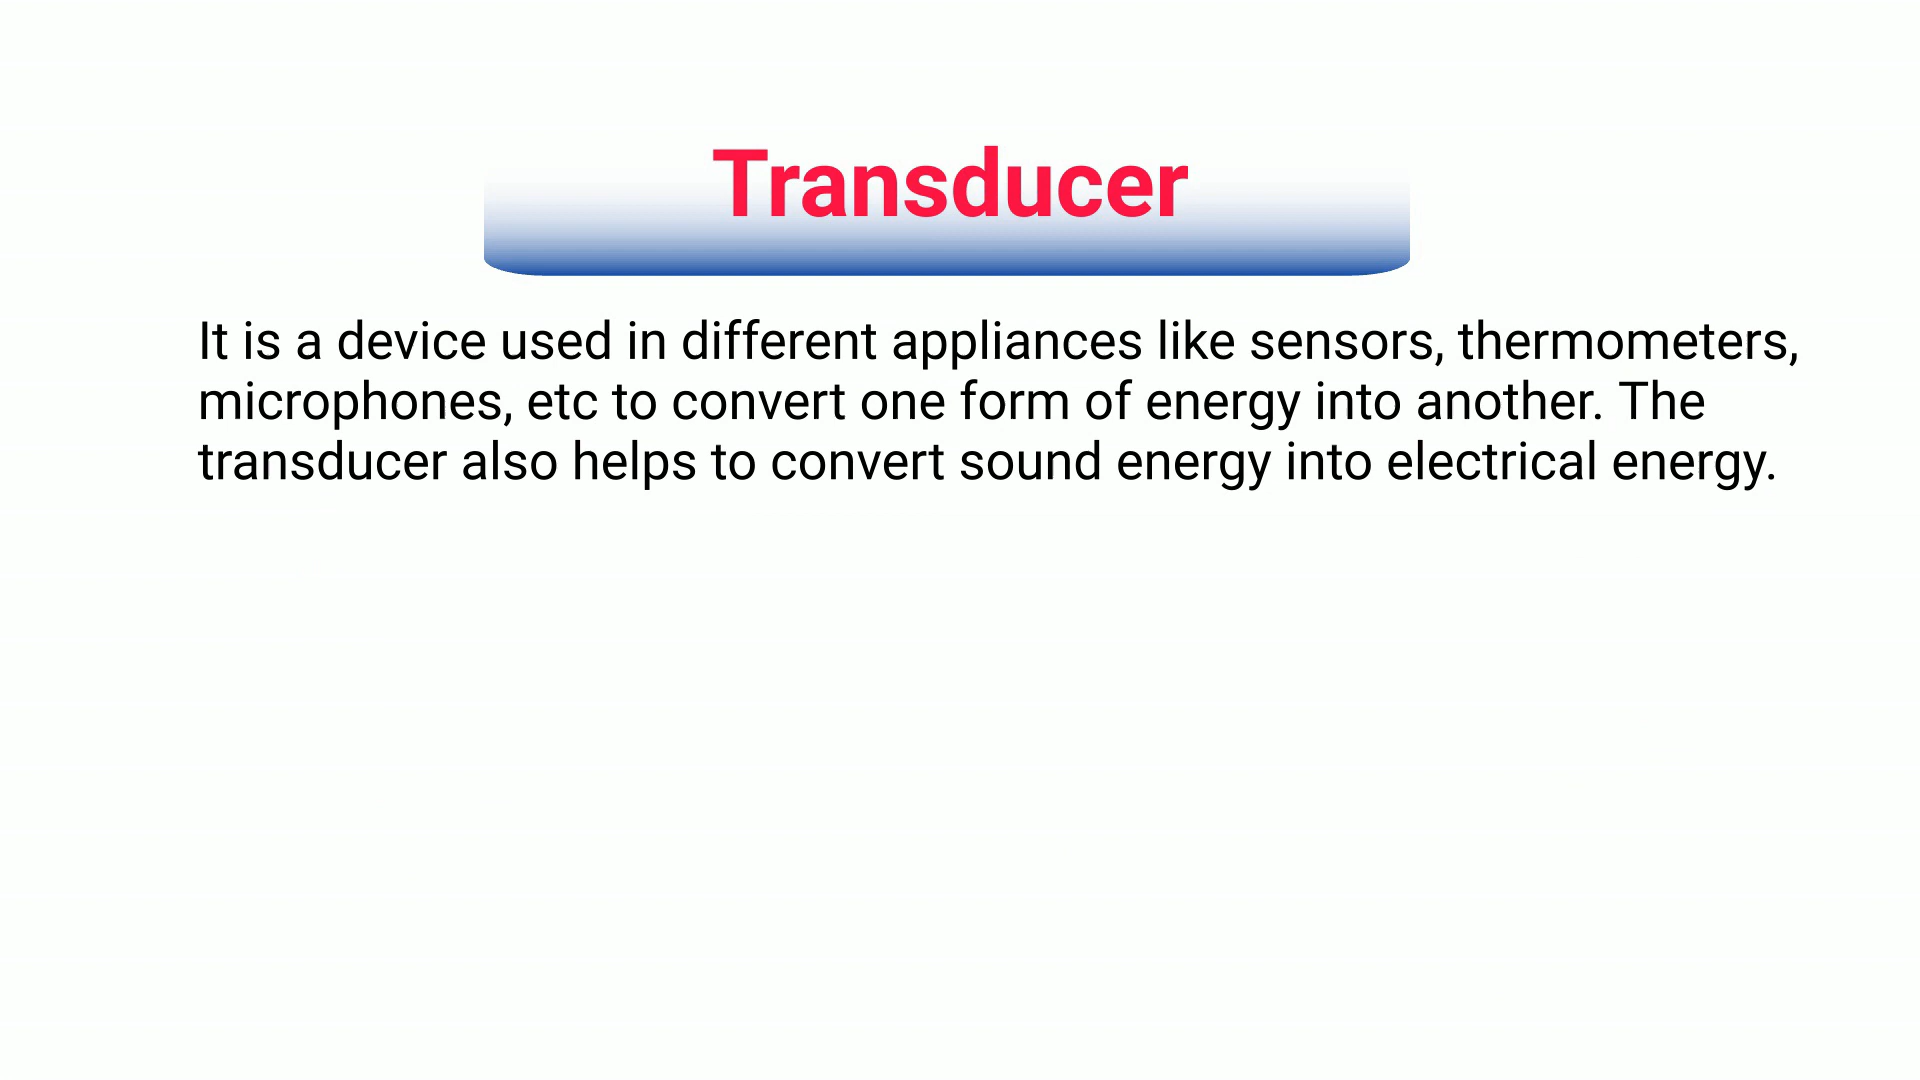 Transducer
It is a device used in different appliances like sensors, thermometers,
microphones, etc to convert one form of energy into another. The
transducer also helps to convert sound energy into electrical energy.